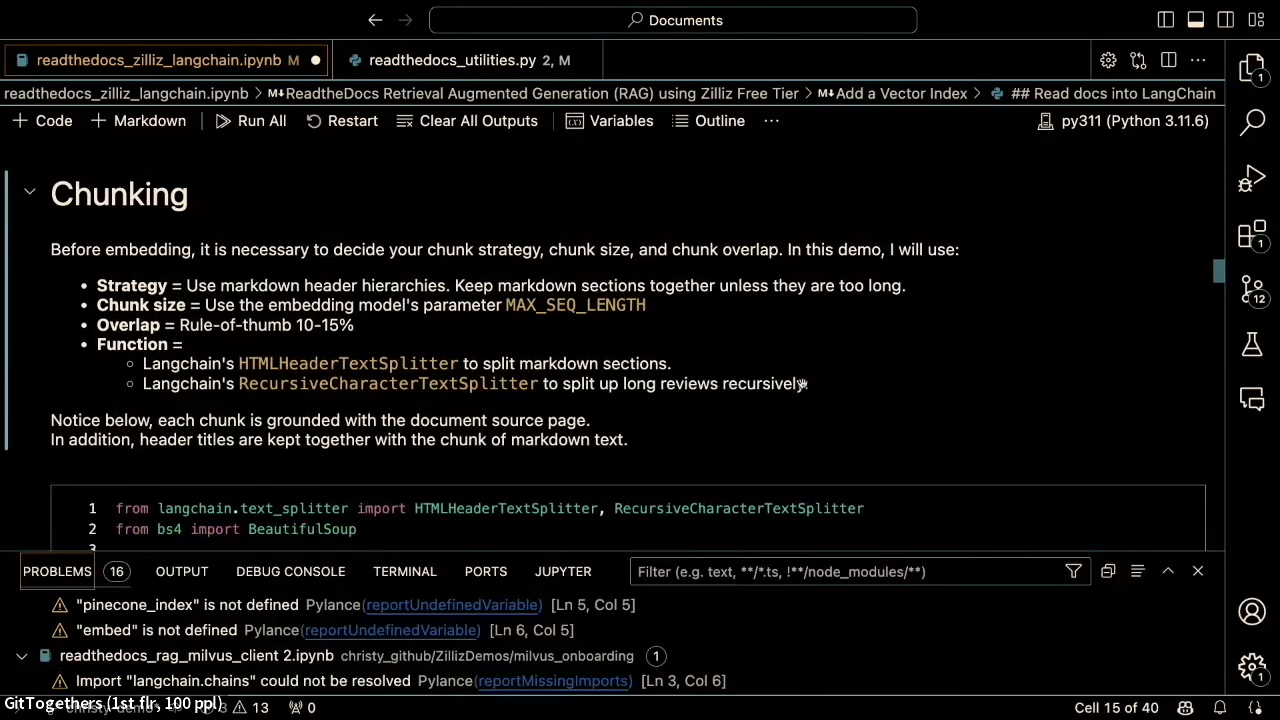 Documents
readthedocs_zilliz_langchain.ipynb M
readthedocs_utilities.py 2, M
readthedocs_zilliz_langchain.ipynb > M↓ReadtheDocs Retrieval Augmented Generation (RAG) using Zilliz Free Tier > M↓Add a Vector Index > ## Read docs into LangChain
+ Code + Markdown Run All Restart Clear All Outputs Variables Outline ··· py311 (Python 3.11.6)
Chunking
Before embedding, it is necessary to decide your chunk strategy, chunk size, and chunk overlap. In this demo, I will use:
• Strategy = Use markdown header hierarchies. Keep markdown sections together unless they are too long.
• Chunk size = Use the embedding model's parameter MAX_SEQ_LENGTH
• Overlap = Rule-of-thumb 10-15%
• Function =
Langchain's HTMLHeaderTextSplitter to split markdown sections.
Langchain's RecursiveCharacterTextSplitter to split up long reviews recursively
Notice below, each chunk is grounded with the document source page.
In addition, header titles are kept together with the chunk of markdown text.
1 from langchain.text_splitter import HTMLHeaderTextSplitter, RecursiveCharacterTextSplitter
2 from bs4 import BeautifulSoup
3
PROBLEMS 16 OUTPUT DEBUG CONSOLE TERMINAL PORTS JUPYTER Filter (e.g. text, **/*.ts, !**/node_modules/**)
"pinecone_index" is not defined Pylance(reportUndefinedVariable) [Ln 5, Col 5]
"embed" is not defined Pylance(reportUndefinedVariable) [Ln 6, Col 5]
readthedocs_rag_milvus_client 2.ipynb christy_github/ZillizDemos/milvus_onboarding 1
Import "langchain.chains" could not be resolved Pylance(reportMissingImports) [Ln 3, Col 6]
GitTogethers (1st flr, 100 ppl)
3 13 0 Cell 15 of 40
1
1
12
1